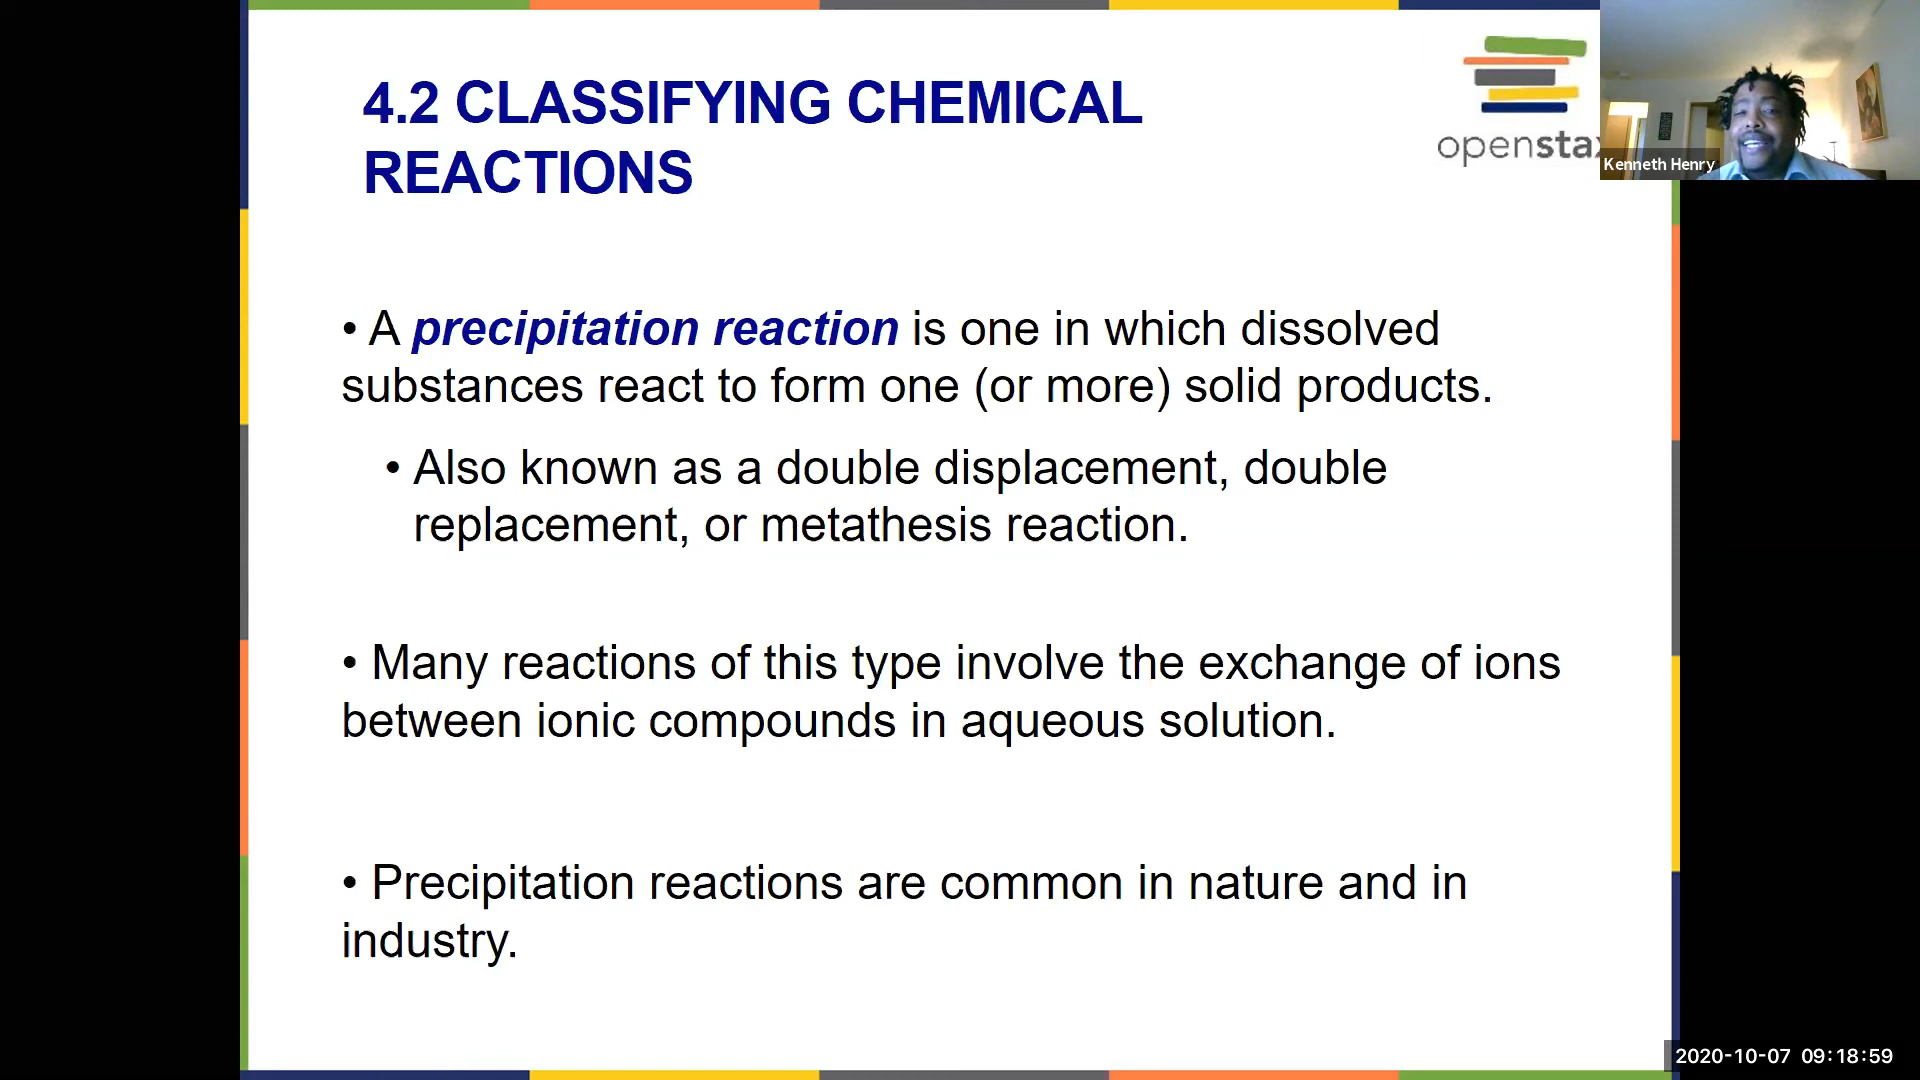 4.2 CLASSIFYING CHEMICAL
REACTIONS
openstax
Kenneth Henry
• A precipitation reaction is one in which dissolved
substances react to form one (or more) solid products.
• Also known as a double displacement, double
replacement, or metathesis reaction.
• Many reactions of this type involve the exchange of ions
between ionic compounds in aqueous solution.
• Precipitation reactions are common in nature and in
industry.
2020-10-07 09:18:59